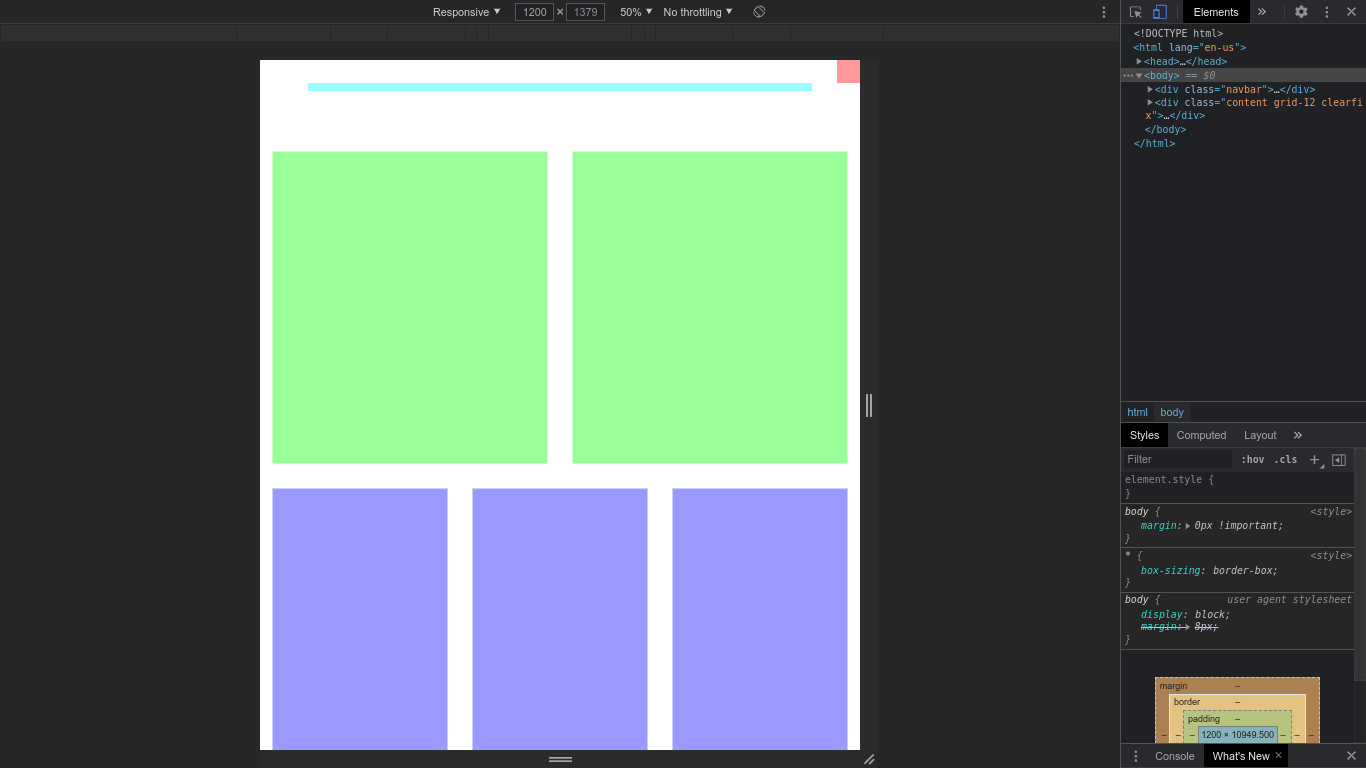 Responsive 1200 × 1379 50% No throttling
Elements
<!DOCTYPE html>
<html lang="en-us">
<head>…</head>
<body> == $0
<div class="navbar">…</div>
<div class="content grid-12 clearfi
x">…</div>
</body>
</html>
html body
Styles Computed Layout
Filter :hov .cls
element.style {
}
body { <style>
margin: 0px !important;
}
* { <style>
box-sizing: border-box;
}
body { user agent stylesheet
display: block;
margin: 8px;
}
margin –
border –
padding –
– – – 1200 × 10949.500 – – –
Console What's New